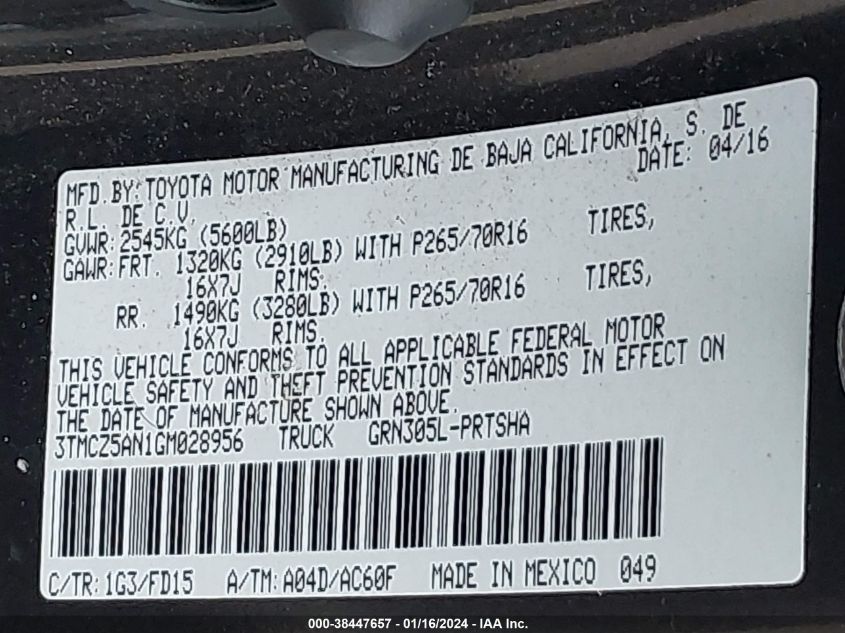 MFD. BY: TOYOTA MOTOR MANUFACTURING DE BAJA CALIFORNIA, S. DE
R.L. DE C.V. DATE: 04/16
GVWR: 2545KG (5600LB)
GAWR: FRT. 1320KG (2910LB) WITH P265/70R16 TIRES,
16X7J RIMS.
RR. 1490KG (3280LB) WITH P265/70R16 TIRES,
16X7J RIMS.
THIS VEHICLE CONFORMS TO ALL APPLICABLE FEDERAL MOTOR
VEHICLE SAFETY AND THEFT PREVENTION STANDARDS IN EFFECT ON
THE DATE OF MANUFACTURE SHOWN ABOVE.
3TMCZ5AN1GM028956 TRUCK GRN305L-PRTSHA
C/TR: 1G3/FD15 A/TM: A04D/AC60F MADE IN MEXICO 049
000-38447657 - 01/16/2024 - IAA Inc.